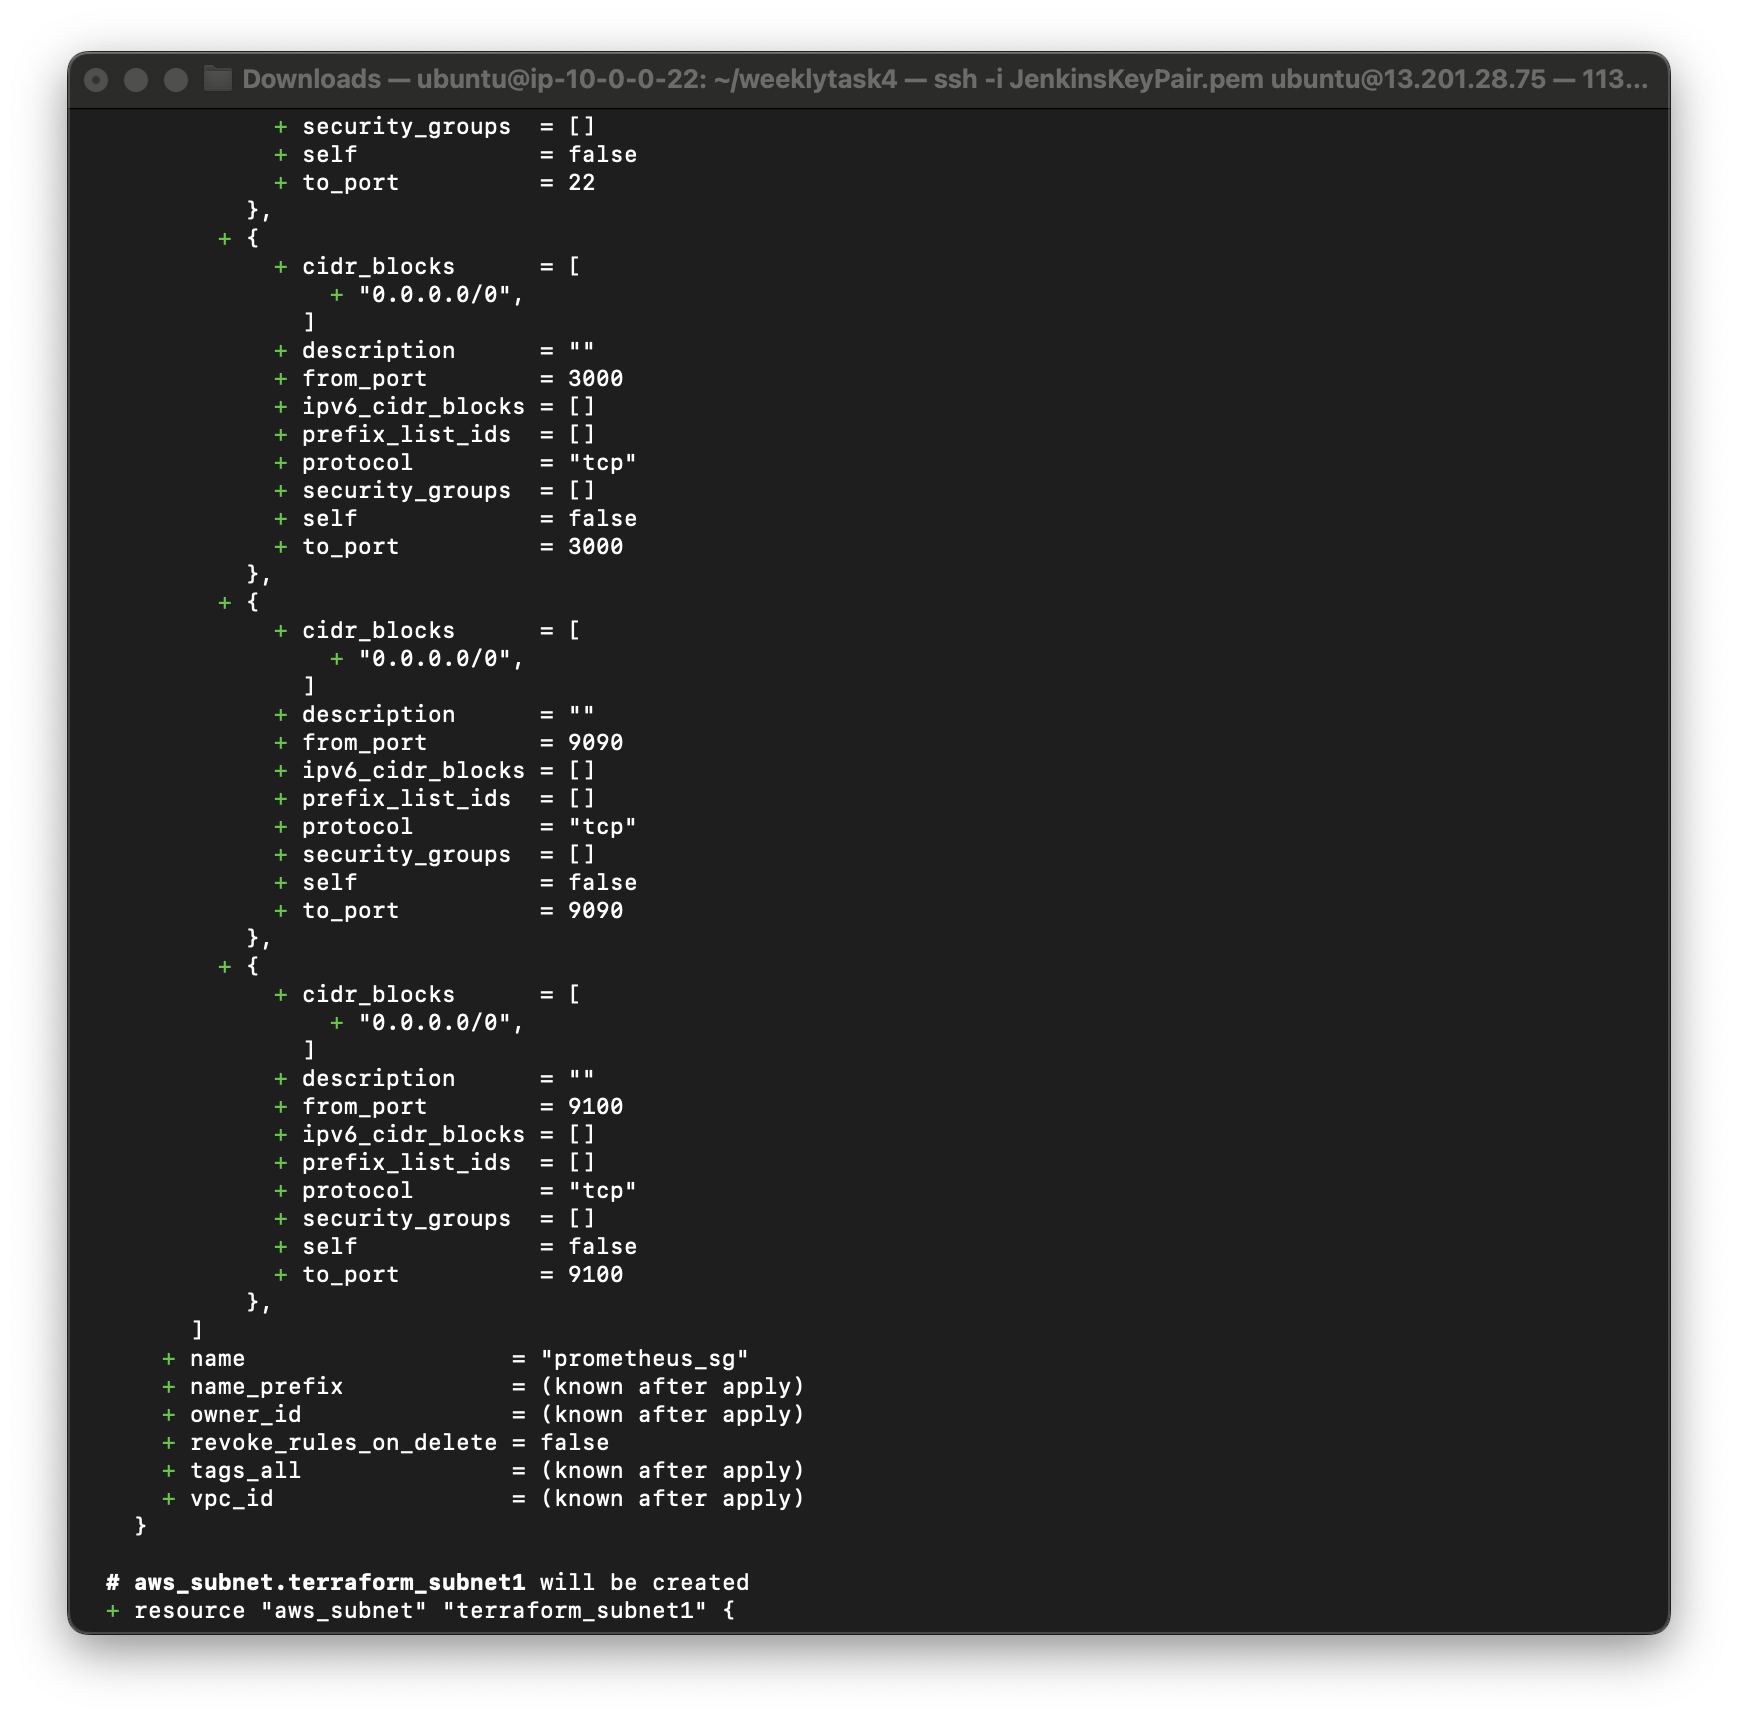 Downloads — ubuntu@ip-10-0-0-22: ~/weeklytask4 — ssh -i JenkinsKeyPair.pem ubuntu@13.201.28.75 — 113...
+ security_groups  = []
+ self             = false
+ to_port          = 22
},
+ {
+ cidr_blocks      = [
+ "0.0.0.0/0",
]
+ description      = ""
+ from_port        = 3000
+ ipv6_cidr_blocks = []
+ prefix_list_ids  = []
+ protocol         = "tcp"
+ security_groups  = []
+ self             = false
+ to_port          = 3000
},
+ {
+ cidr_blocks      = [
+ "0.0.0.0/0",
]
+ description      = ""
+ from_port        = 9090
+ ipv6_cidr_blocks = []
+ prefix_list_ids  = []
+ protocol         = "tcp"
+ security_groups  = []
+ self             = false
+ to_port          = 9090
},
+ {
+ cidr_blocks      = [
+ "0.0.0.0/0",
]
+ description      = ""
+ from_port        = 9100
+ ipv6_cidr_blocks = []
+ prefix_list_ids  = []
+ protocol         = "tcp"
+ security_groups  = []
+ self             = false
+ to_port          = 9100
},
]
+ name                   = "prometheus_sg"
+ name_prefix            = (known after apply)
+ owner_id               = (known after apply)
+ revoke_rules_on_delete = false
+ tags_all               = (known after apply)
+ vpc_id                 = (known after apply)
}
# aws_subnet.terraform_subnet1 will be created
+ resource "aws_subnet" "terraform_subnet1" {